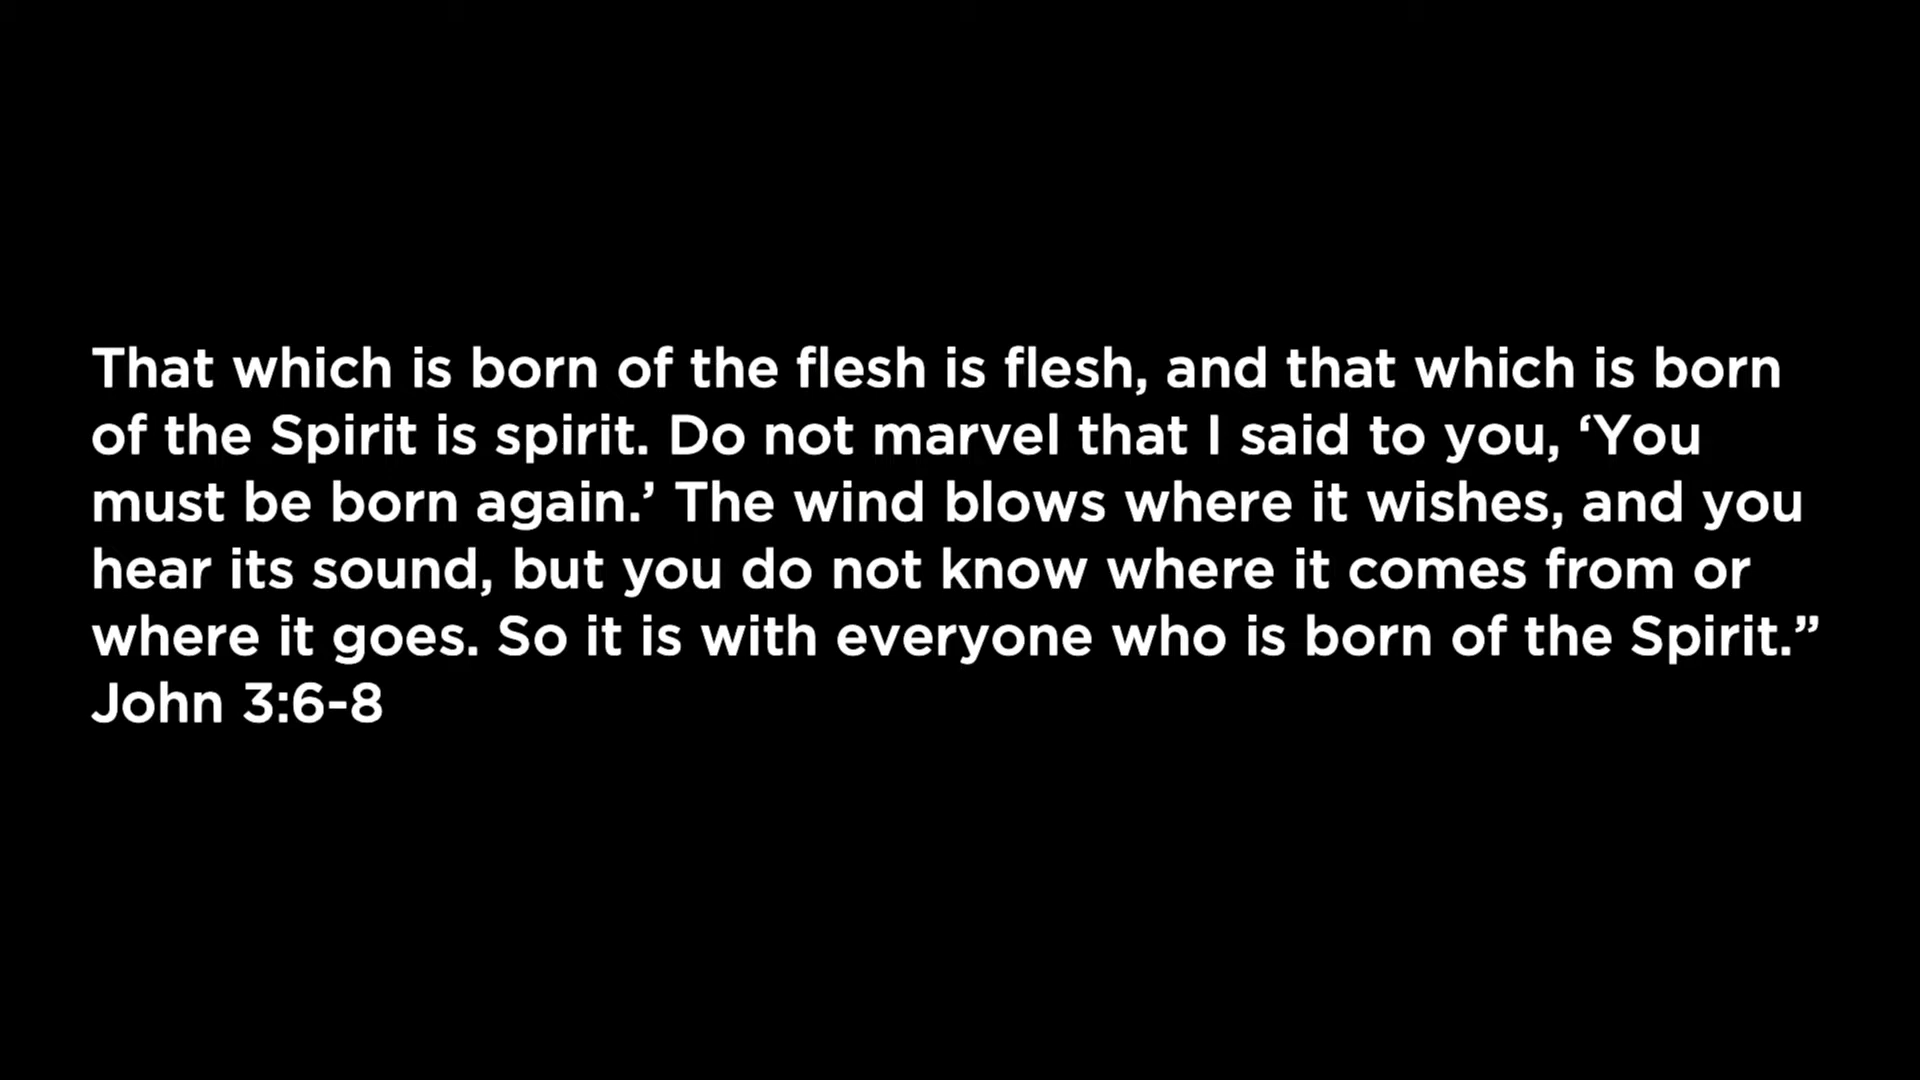 That which is born of the flesh is flesh, and that which is born
of the Spirit is spirit. Do not marvel that I said to you, ‘You
must be born again.’ The wind blows where it wishes, and you
hear its sound, but you do not know where it comes from or
where it goes. So it is with everyone who is born of the Spirit.”
John 3:6-8